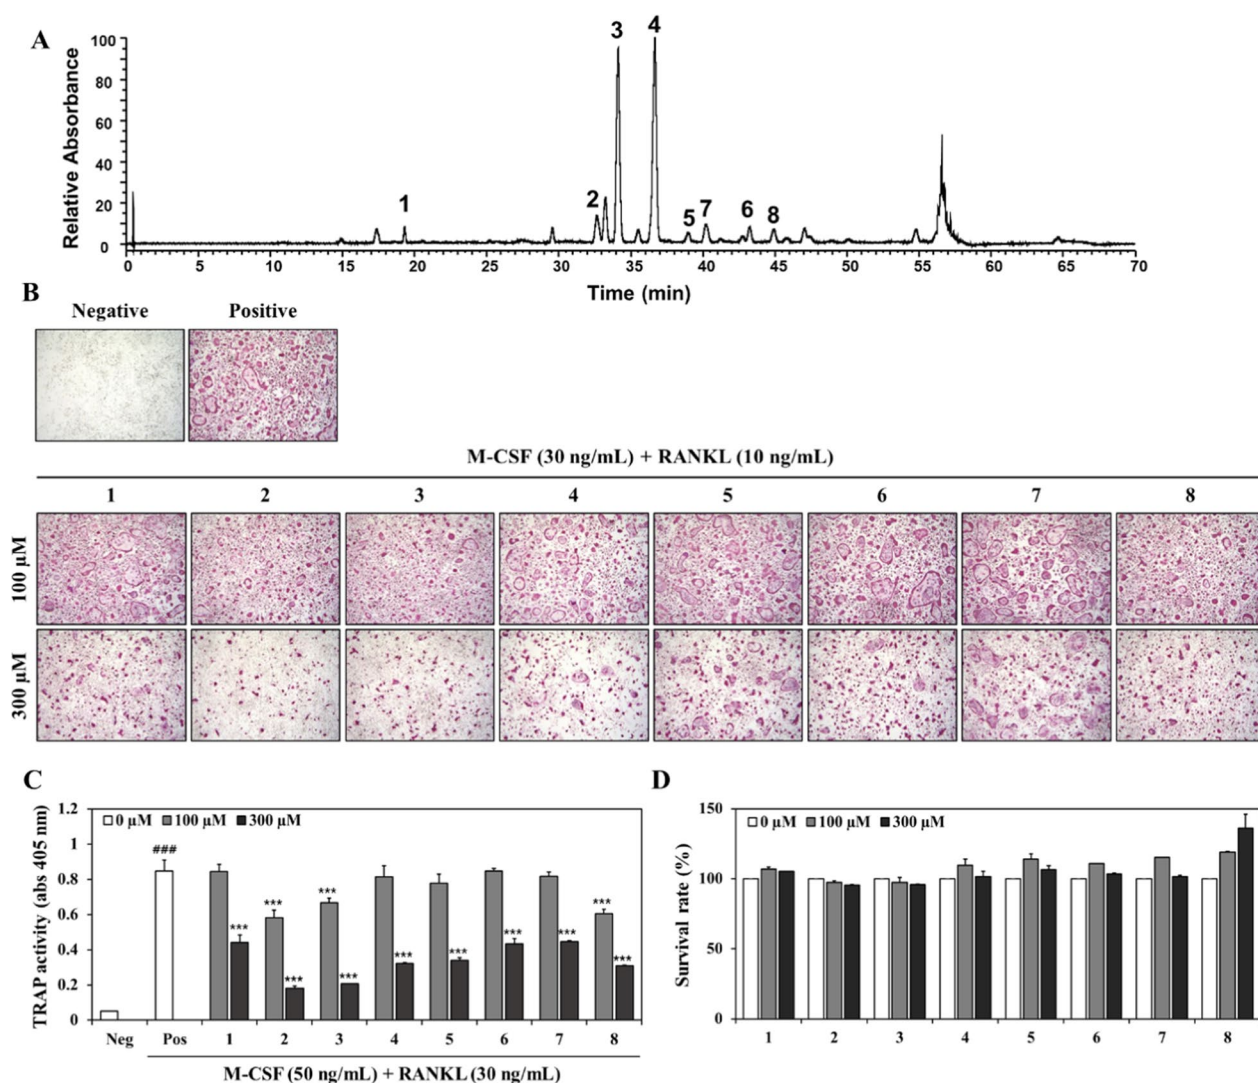 A
Relative Absorbance
100
80
60
40
20
0
1
2
3
4
5
7
6
8
0 5 10 15 20 25 30 35 40 45 50 55 60 65 70
Time (min)
B
Negative Positive
M-CSF (30 ng/mL) + RANKL (10 ng/mL)
1 2 3 4 5 6 7 8
100 µM
300 µM
C
TRAP activity (abs 405 nm)
1.2
1
0.8
0.6
0.4
0.2
0
0 µM 100 µM 300 µM
###
*** *** *** *** *** *** *** *** *** *** ***
Neg Pos 1 2 3 4 5 6 7 8
M-CSF (50 ng/mL) + RANKL (30 ng/mL)
D
Survival rate (%)
150
100
50
0
0 µM 100 µM 300 µM
1 2 3 4 5 6 7 8